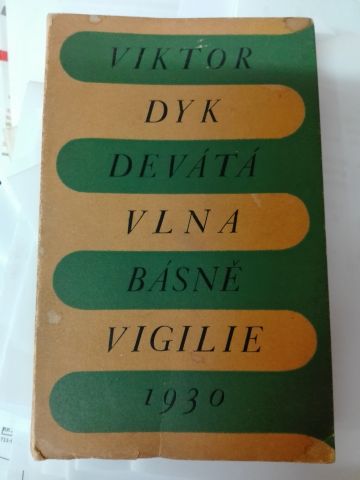 VIKTOR
DYK
DEVÁTÁ
VLNA
BÁSNĚ
VIGILIE
1930